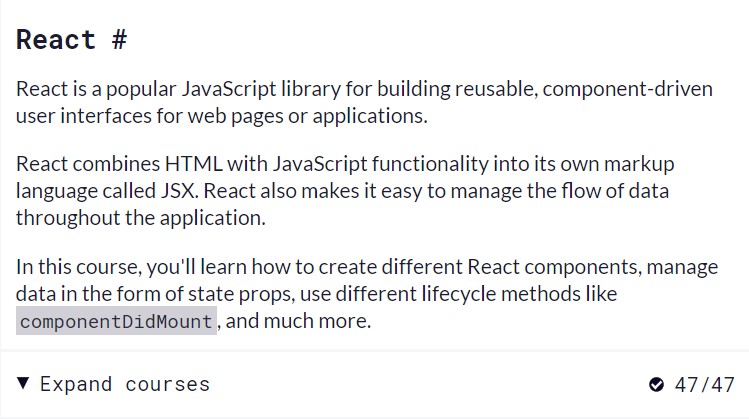 React #
React is a popular JavaScript library for building reusable, component-driven
user interfaces for web pages or applications.
React combines HTML with JavaScript functionality into its own markup
language called JSX. React also makes it easy to manage the flow of data
throughout the application.
In this course, you'll learn how to create different React components, manage
data in the form of state props, use different lifecycle methods like
componentDidMount, and much more.
Expand courses 47/47